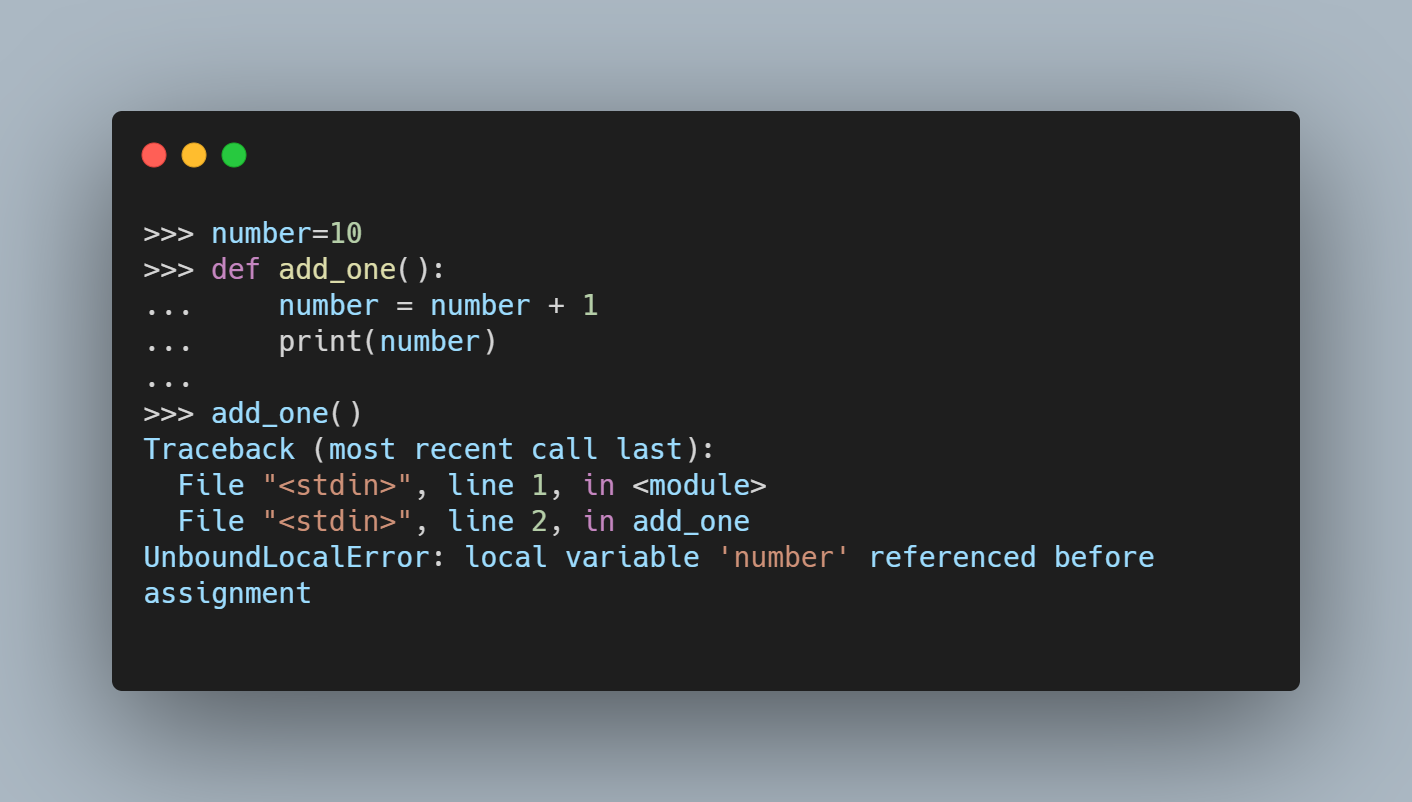 >>> number=10
>>> def add_one():
...     number = number + 1
...     print(number)
...
>>> add_one()
Traceback (most recent call last):
  File "<stdin>", line 1, in <module>
  File "<stdin>", line 2, in add_one
UnboundLocalError: local variable 'number' referenced before
assignment